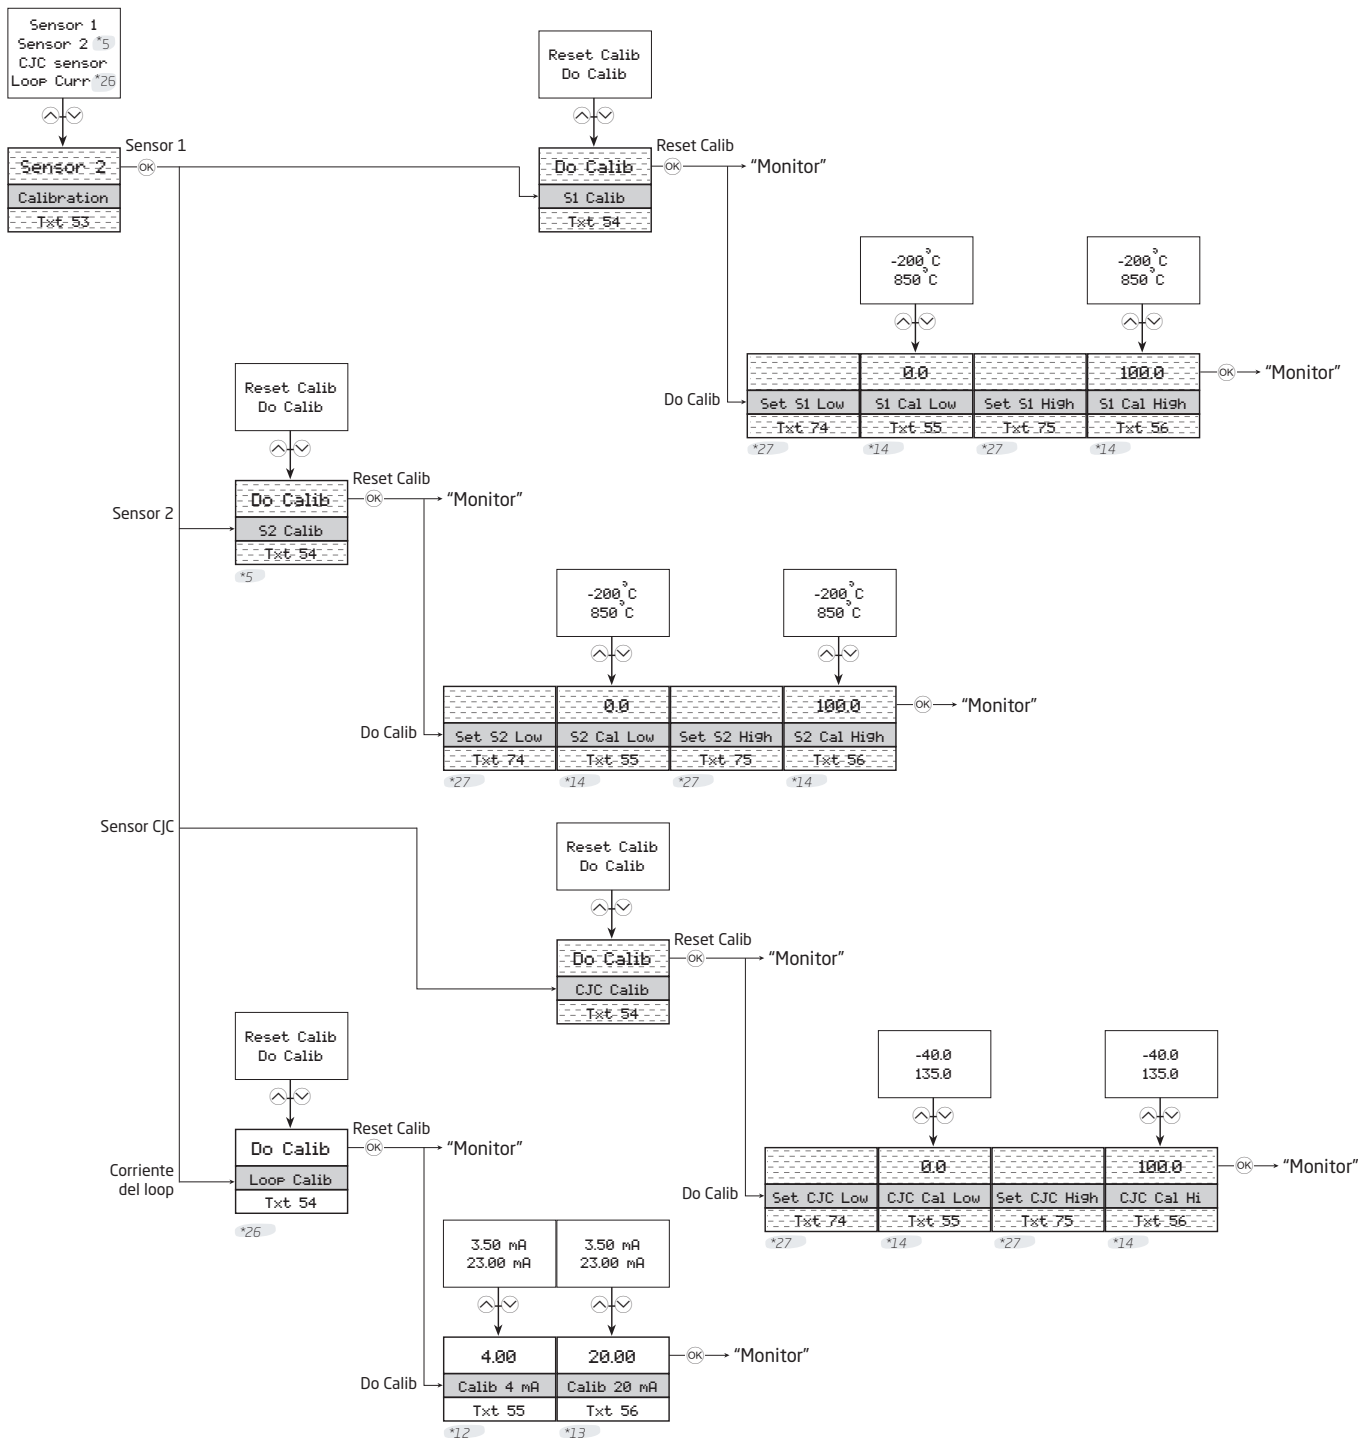 Sensor 1
Sensor 2 *5
CJC sensor
Loop Curr *26
Sensor 2
Calibration
Txt 53
OK
Sensor 1
Reset Calib
Do Calib
Do Calib
S1 Calib
Txt 54
Reset Calib
OK
"Monitor"
-200°C
850°C
-200°C
850°C
Do Calib
0.0
100.0
Set S1 Low
S1 Cal Low
Set S1 High
S1 Cal High
Txt 74
Txt 55
Txt 75
Txt 56
*27
*14
*27
*14
OK
"Monitor"
Sensor 2
Reset Calib
Do Calib
Do Calib
S2 Calib
Txt 54
*5
Reset Calib
OK
"Monitor"
-200°C
850°C
-200°C
850°C
Do Calib
0.0
100.0
Set S2 Low
S2 Cal Low
Set S2 High
S2 Cal High
Txt 74
Txt 55
Txt 75
Txt 56
*27
*14
*27
*14
OK
"Monitor"
Sensor CJC
Reset Calib
Do Calib
Do Calib
CJC Calib
Txt 54
Reset Calib
OK
"Monitor"
-40.0
135.0
-40.0
135.0
Do Calib
0.0
100.0
Set CJC Low
CJC Cal Low
Set CJC High
CJC Cal Hi
Txt 74
Txt 55
Txt 75
Txt 56
*27
*14
*27
*14
OK
"Monitor"
Corriente
del loop
Reset Calib
Do Calib
Do Calib
Loop Calib
Txt 54
*26
Reset Calib
OK
"Monitor"
3.50 mA
23.00 mA
3.50 mA
23.00 mA
Do Calib
4.00
20.00
Calib 4 mA
Calib 20 mA
Txt 55
Txt 56
*12
*13
OK
"Monitor"